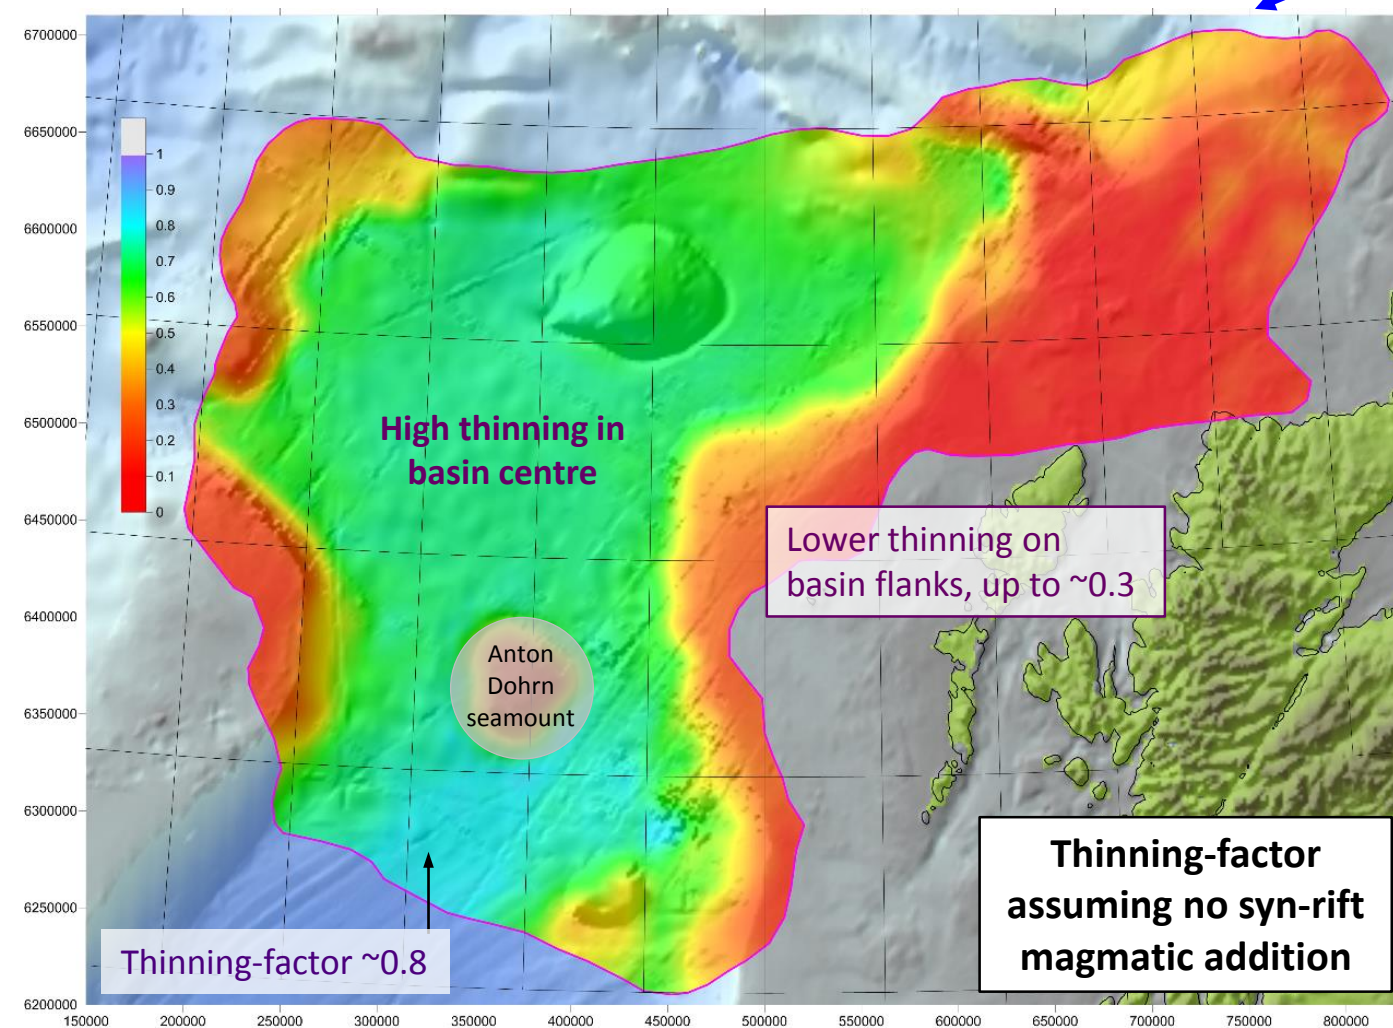 6700000
6650000
6600000
6550000
6500000
6450000
6400000
6350000
6300000
6250000
6200000
1
0.9
0.8
0.7
0.6
0.5
0.4
0.3
0.2
0.1
0
High thinning in
basin centre
Lower thinning on
basin flanks, up to ~0.3
Anton
Dohrn
seamount
Thinning-factor ~0.8
Thinning-factor
assuming no syn-rift
magmatic addition
150000 200000 250000 300000 350000 400000 450000 500000 550000 600000 650000 700000 750000 800000